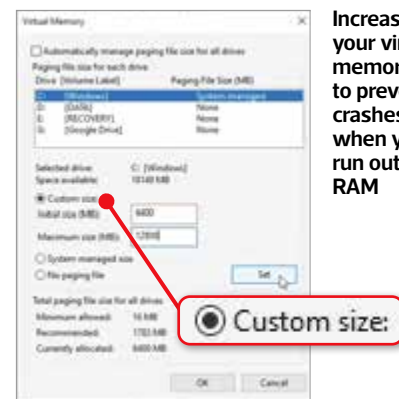 Virtual Memory
Automatically manage paging file size for all drives
Paging file size for each drive
Drive [Volume Label] Paging File Size (MB)
C: [Windows] System managed
D: [DATA] None
E: [RECOVERY] None
G: [Google Drive] None
Selected drive: C: [Windows]
Space available: 10140 MB
Custom size:
Initial size (MB): 6400
Maximum size (MB):
System managed size
No paging file
Set
Total paging file size for all drives
Minimum allowed: 16 MB
Recommended:
Currently allocated: 6400 MB
OK Cancel
Custom size:
Increas
your vi
memor
to prev
crashes
when y
run out
RAM